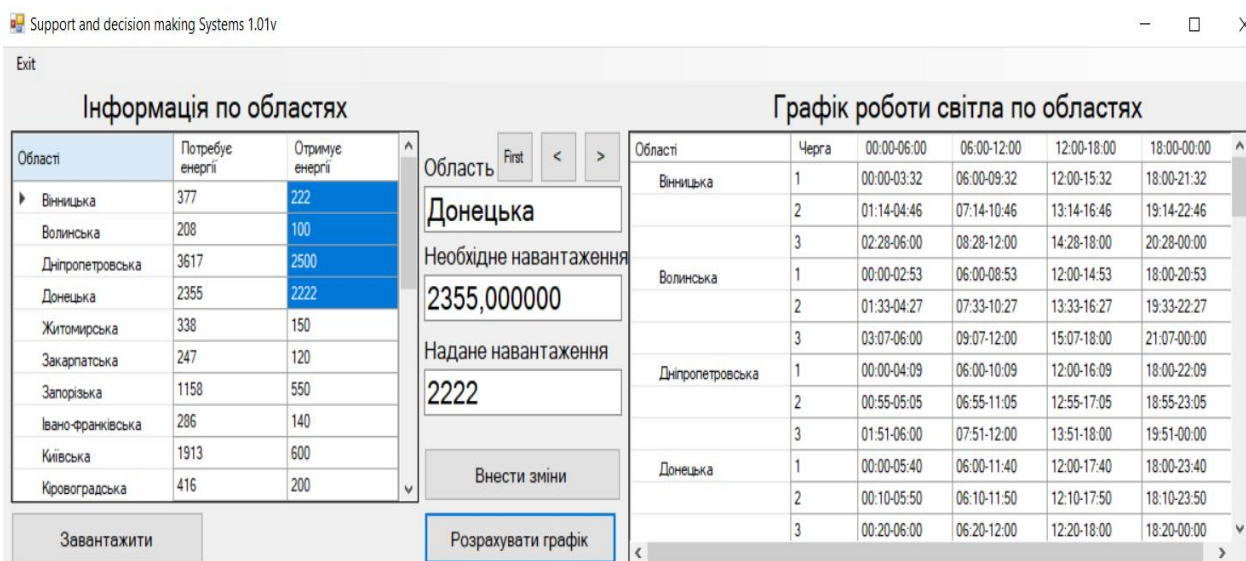 Support and decision making Systems 1.01v
Exit
Інформація по областях
Області Потребує енергії Отримує енергії
Вінницька 377 222
Волинська 208 100
Дніпропетровська 3617 2500
Донецька 2355 2222
Житомирська 338 150
Закарпатська 247 120
Запорізька 1158 550
Івано-франківська 286 140
Київська 1913 600
Кіровоградська 416 200
Завантажити
Область First < >
Донецька
Необхідне навантаження
2355,000000
Надане навантаження
2222
Внести зміни
Розрахувати графік
Графік роботи світла по областях
Області Черга 00:00-06:00 06:00-12:00 12:00-18:00 18:00-00:00
Вінницька 1 00:00-03:32 06:00-09:32 12:00-15:32 18:00-21:32
2 01:14-04:46 07:14-10:46 13:14-16:46 19:14-22:46
3 02:28-06:00 08:28-12:00 14:28-18:00 20:28-00:00
Волинська 1 00:00-02:53 06:00-08:53 12:00-14:53 18:00-20:53
2 01:33-04:27 07:33-10:27 13:33-16:27 19:33-22:27
3 03:07-06:00 09:07-12:00 15:07-18:00 21:07-00:00
Дніпропетровська 1 00:00-04:09 06:00-10:09 12:00-16:09 18:00-22:09
2 00:55-05:05 06:55-11:05 12:55-17:05 18:55-23:05
3 01:51-06:00 07:51-12:00 13:51-18:00 19:51-00:00
Донецька 1 00:00-05:40 06:00-11:40 12:00-17:40 18:00-23:40
2 00:10-05:50 06:10-11:50 12:10-17:50 18:10-23:50
3 00:20-06:00 06:20-12:00 12:20-18:00 18:20-00:00